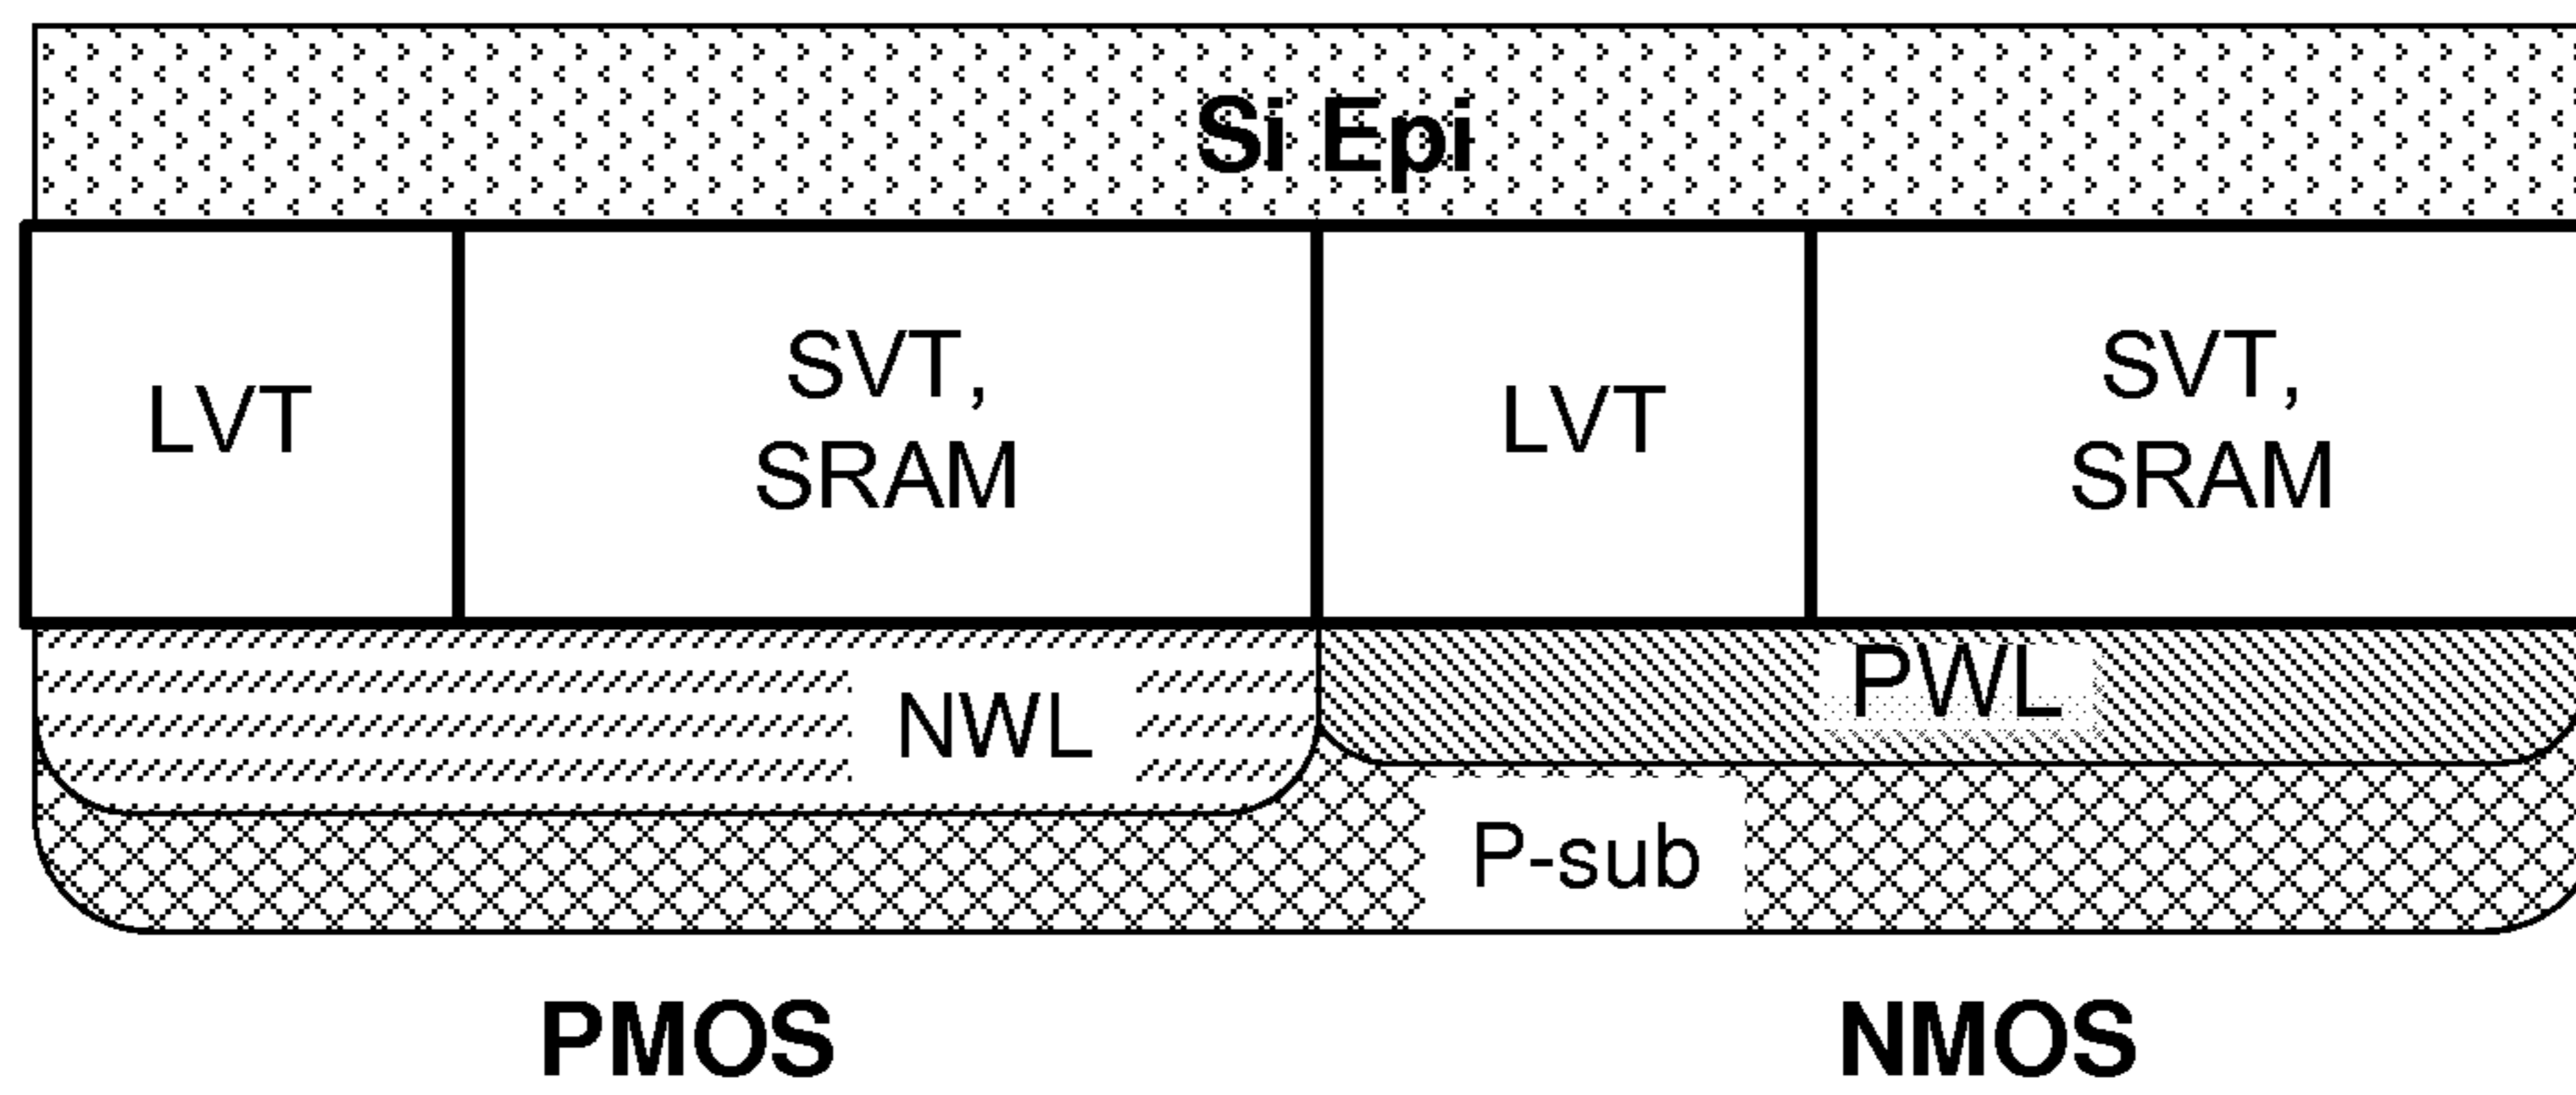 Si Epi
LVT
SVT,
SRAM
LVT
SVT,
SRAM
NWL
PWL
P-sub
PMOS
NMOS